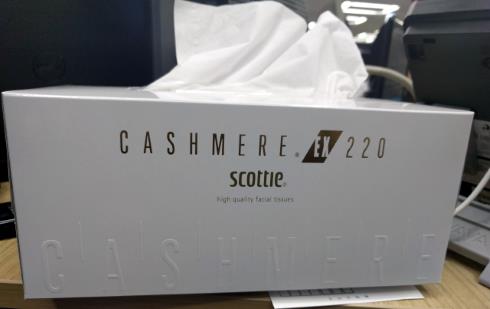 CASHMERE® EX 220
scottie®
high quality facial tissues
CASHMERE